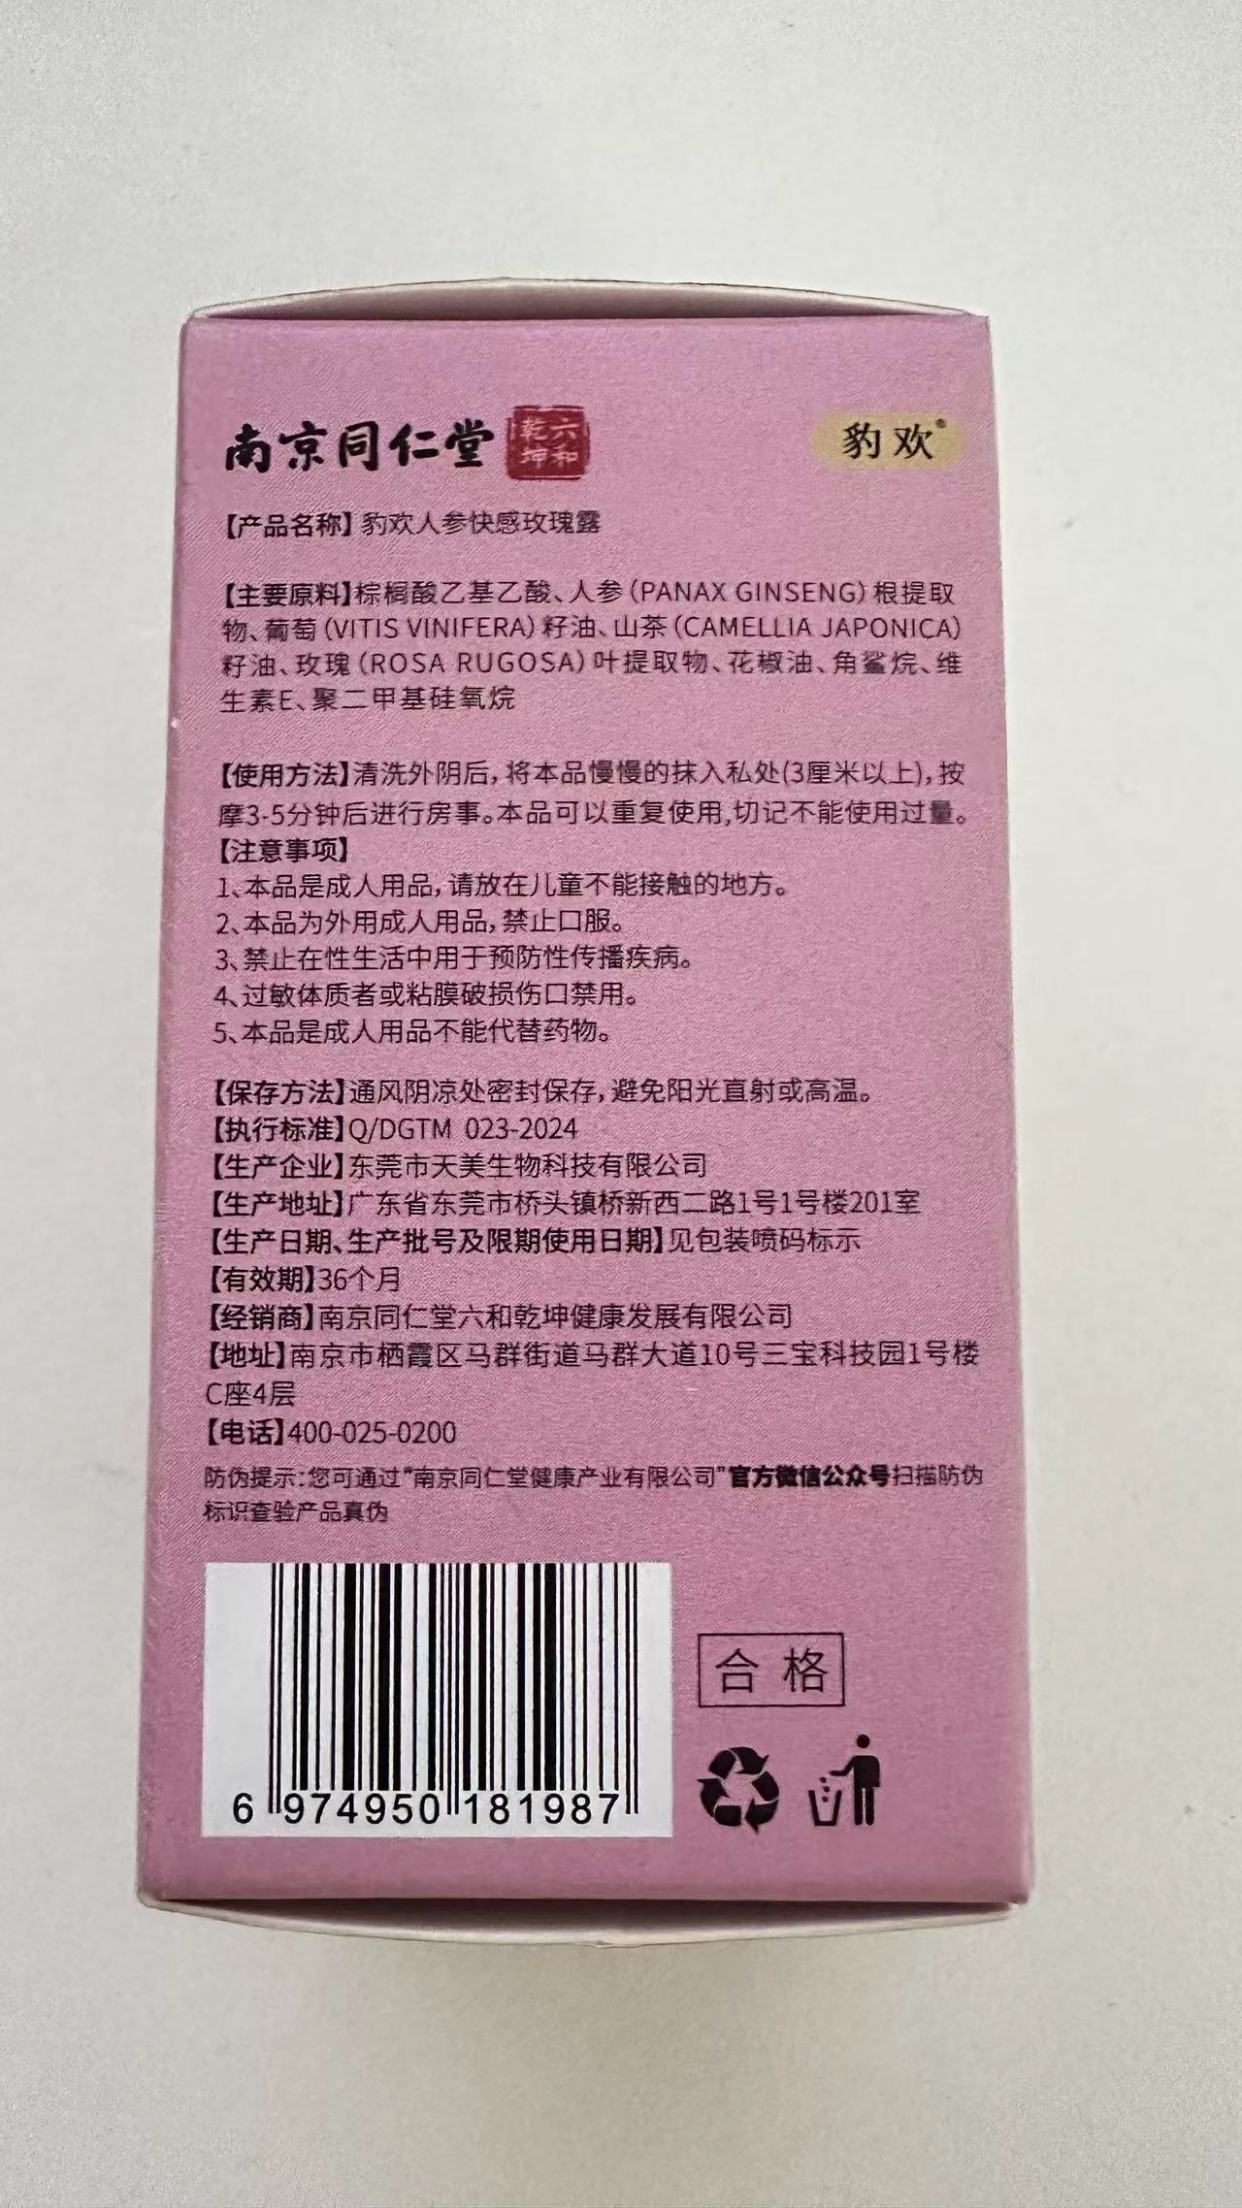 南京同仁堂 六和乾坤 豹欢®
【产品名称】豹欢人参快感玫瑰露
【主要原料】棕榈酸乙基乙酸、人参(PANAX GINSENG)根提取
物、葡萄(VITIS VINIFERA)籽油、山茶(CAMELLIA JAPONICA)
籽油、玫瑰(ROSA RUGOSA)叶提取物、花椒油、角鲨烷、维
生素E、聚二甲基硅氧烷
【使用方法】清洗外阴后,将本品慢慢的抹入私处(3厘米以上),按
摩3-5分钟后进行房事。本品可以重复使用,切记不能使用过量。
【注意事项】
1、本品是成人用品,请放在儿童不能接触的地方。
2、本品为外用成人用品,禁止口服。
3、禁止在性生活中用于预防性传播疾病。
4、过敏体质者或粘膜破损伤口禁用。
5、本品是成人用品不能代替药物。
【保存方法】通风阴凉处密封保存,避免阳光直射或高温。
【执行标准】Q/DGTM 023-2024
【生产企业】东莞市天美生物科技有限公司
【生产地址】广东省东莞市桥头镇桥新西二路1号1号楼201室
【生产日期、生产批号及限期使用日期】见包装喷码标示
【有效期】36个月
【经销商】南京同仁堂六和乾坤健康发展有限公司
【地址】南京市栖霞区马群街道马群大道10号三宝科技园1号楼
C座4层
【电话】400-025-0200
防伪提示:您可通过“南京同仁堂健康产业有限公司”官方微信公众号扫描防伪
标识查验产品真伪
合格
6 974950 181987